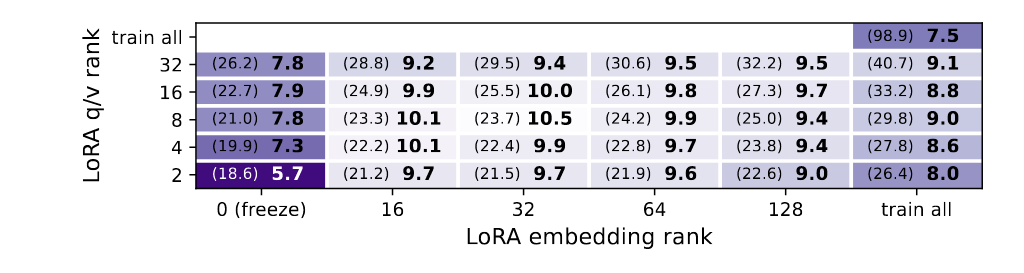 LoRA q/v rank
train all (98.9) 7.5
32 (26.2) 7.8 (28.8) 9.2 (29.5) 9.4 (30.6) 9.5 (32.2) 9.5 (40.7) 9.1
16 (22.7) 7.9 (24.9) 9.9 (25.5) 10.0 (26.1) 9.8 (27.3) 9.7 (33.2) 8.8
8 (21.0) 7.8 (23.3) 10.1 (23.7) 10.5 (24.2) 9.9 (25.0) 9.4 (29.8) 9.0
4 (19.9) 7.3 (22.2) 10.1 (22.4) 9.9 (22.8) 9.7 (23.8) 9.4 (27.8) 8.6
2 (18.6) 5.7 (21.2) 9.7 (21.5) 9.7 (21.9) 9.6 (22.6) 9.0 (26.4) 8.0
0 (freeze) 16 32 64 128 train all
LoRA embedding rank